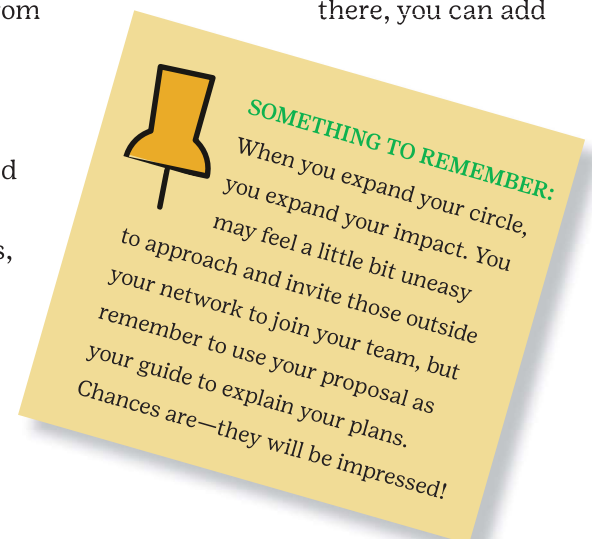 om
there, you can add
d
s,
SOMETHING TO REMEMBER:
When you expand your circle,
you expand your impact. You
may feel a little bit uneasy
to approach and invite those outside
your network to join your team, but
remember to use your proposal as
your guide to explain your plans.
Chances are—they will be impressed!